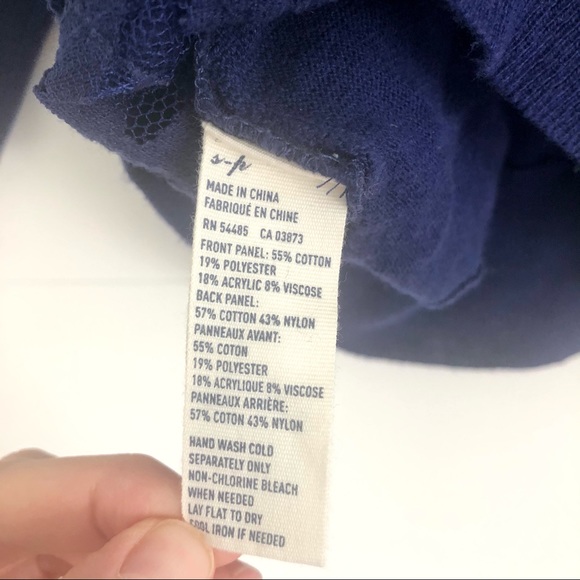 s-p
MADE IN CHINA
FABRIQUÉ EN CHINE
RN 54485 CA 03873
FRONT PANEL: 55% COTTON
19% POLYESTER
18% ACRYLIC 8% VISCOSE
BACK PANEL:
57% COTTON 43% NYLON
PANNEAUX AVANT:
55% COTON
19% POLYESTER
18% ACRYLIQUE 8% VISCOSE
PANNEAUX ARRIÈRE:
57% COTON 43% NYLON
HAND WASH COLD
SEPARATELY ONLY
NON-CHLORINE BLEACH
WHEN NEEDED
LAY FLAT TO DRY
COOL IRON IF NEEDED